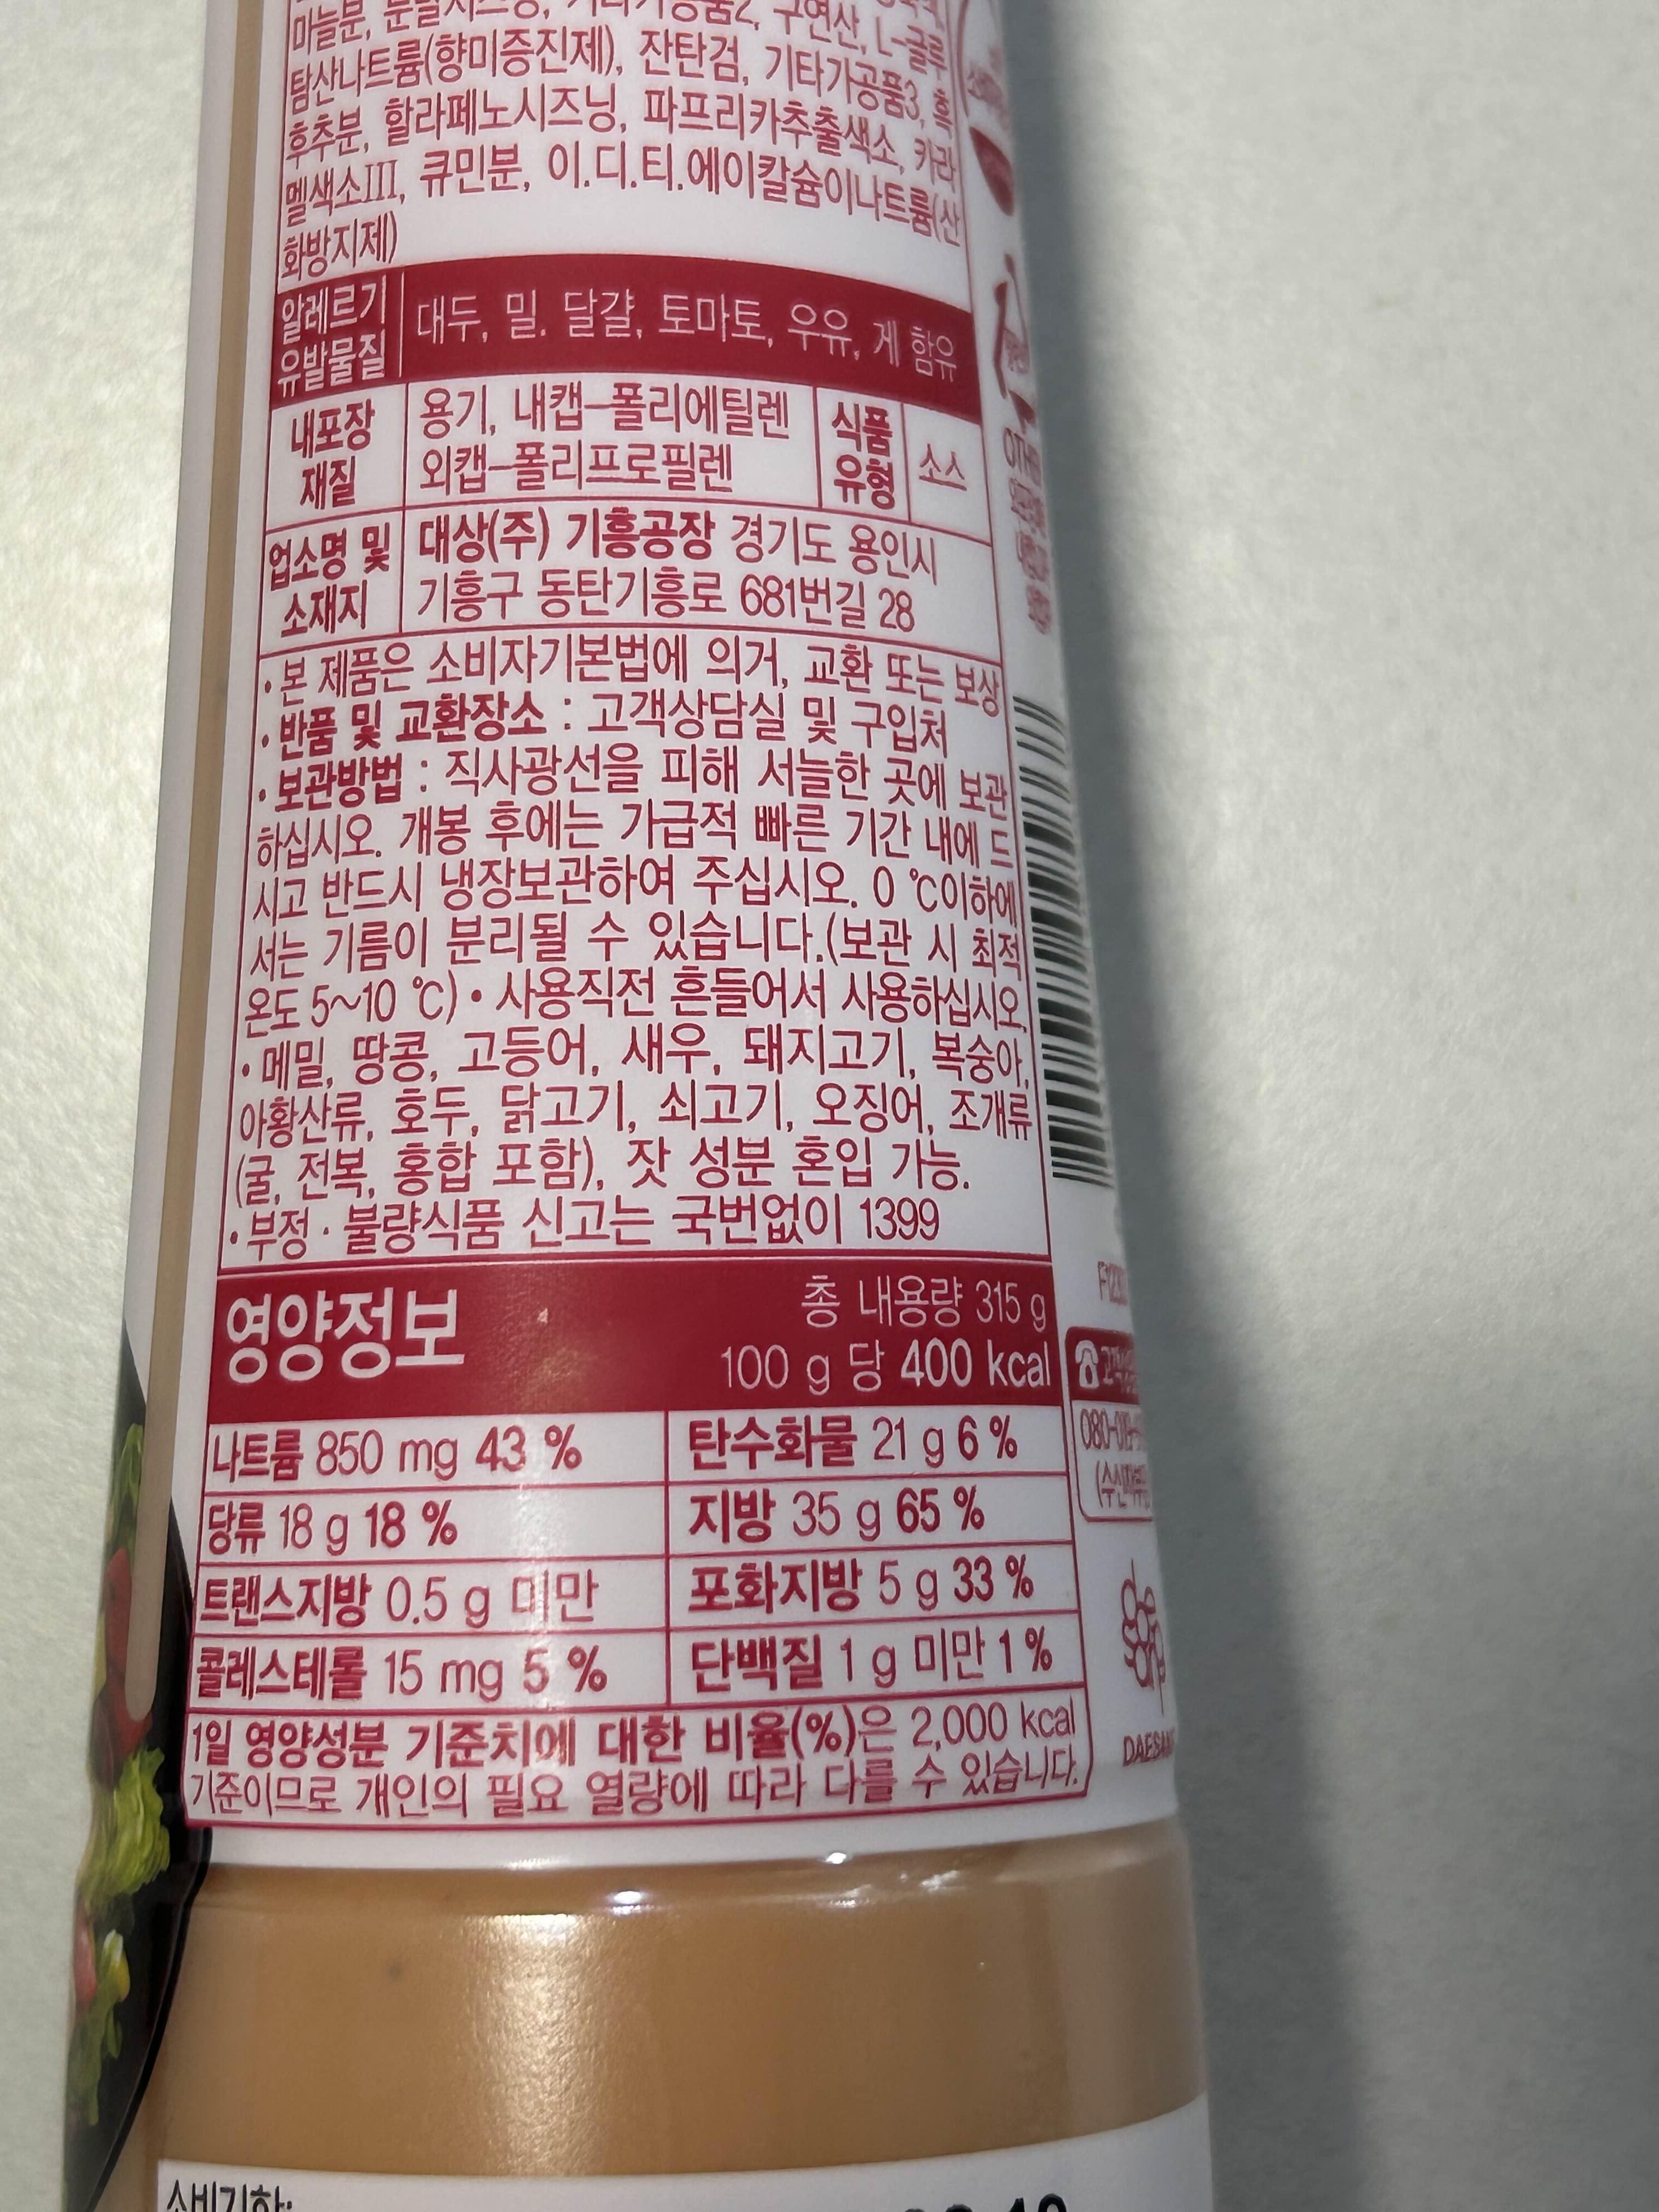 마늘분, 분말시즈닝, 기타가공품2, 구연산, L-글루
탐산나트륨(향미증진제), 잔탄검, 기타가공품3, 흑
후추분, 할라페노시즈닝, 파프리카추출색소, 카라
멜색소III, 큐민분, 이.디.티.에이칼슘이나트륨(산
화방지제)
알레르기
유발물질
대두, 밀, 달걀, 토마토, 우유, 게 함유
내포장
재질
용기, 내캡-폴리에틸렌
외캡-폴리프로필렌
식품
유형
소스
업소명 및
소재지
대상(주) 기흥공장 경기도 용인시
기흥구 동탄기흥로 681번길 28
·본 제품은 소비자기본법에 의거, 교환 또는 보상
·반품 및 교환장소 : 고객상담실 및 구입처
·보관방법 : 직사광선을 피해 서늘한 곳에 보관
하십시오. 개봉 후에는 가급적 빠른 기간 내에 드
시고 반드시 냉장보관하여 주십시오. 0 ℃이하에
서는 기름이 분리될 수 있습니다.(보관 시 최적
온도 5~10 ℃)·사용직전 흔들어서 사용하십시오.
·메밀, 땅콩, 고등어, 새우, 돼지고기, 복숭아,
아황산류, 호두, 닭고기, 쇠고기, 오징어, 조개류
(굴, 전복, 홍합 포함), 잣 성분 혼입 가능.
·부정·불량식품 신고는 국번없이 1399
영양정보
총 내용량 315 g
100 g 당 400 kcal
나트륨 850 mg 43 %
탄수화물 21 g 6 %
당류 18 g 18 %
지방 35 g 65 %
트랜스지방 0.5 g 미만
포화지방 5 g 33 %
콜레스테롤 15 mg 5 %
단백질 1 g 미만 1 %
1일 영양성분 기준치에 대한 비율(%)은 2,000 kcal
기준이므로 개인의 필요 열량에 따라 다를 수 있습니다.
소비기한: